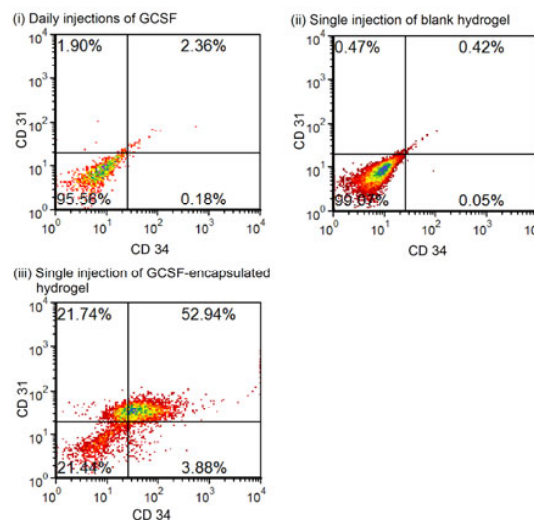 (i) Daily injections of GCSF
1.90%
2.36%
95.56%
0.18%
CD 31
10^4
10^3
10^2
10^1
10^0
10^0 10^1 10^2 10^3 10^4
CD 34
(ii) Single injection of blank hydrogel
0.47%
0.42%
99.07%
0.05%
CD 31
10^4
10^3
10^2
10^1
10^0
10^0 10^1 10^2 10^3 10^4
CD 34
(iii) Single injection of GCSF-encapsulated
hydrogel
21.74%
52.94%
21.44%
3.88%
CD 31
10^4
10^3
10^2
10^1
10^0
10^0 10^1 10^2 10^3 10^4
CD 34